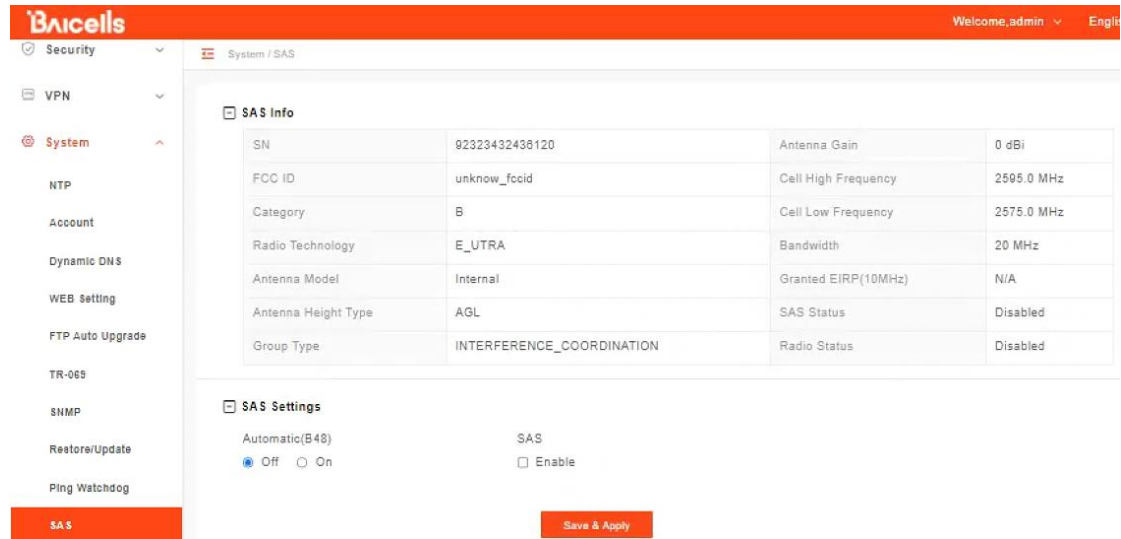 BAicells
Welcome,admin
Englis
Security
System / SAS
VPN
System
NTP
Account
Dynamic DNS
WEB Setting
FTP Auto Upgrade
TR-069
SNMP
Restore/Update
Ping Watchdog
SAS
SAS Info
SN 92323432436120 Antenna Gain 0 dBi
FCC ID unknow_fccid Cell High Frequency 2595.0 MHz
Category B Cell Low Frequency 2575.0 MHz
Radio Technology E_UTRA Bandwidth 20 MHz
Antenna Model Internal Granted EIRP(10MHz) N/A
Antenna Height Type AGL SAS Status Disabled
Group Type INTERFERENCE_COORDINATION Radio Status Disabled
SAS Settings
Automatic(B48) SAS
Off On Enable
Save & Apply